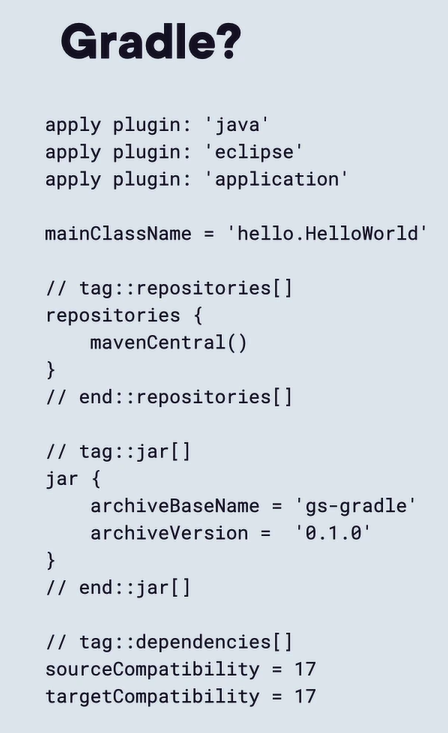 Gradle?
apply plugin: 'java'
apply plugin: 'eclipse'
apply plugin: 'application'
mainClassName = 'hello.HelloWorld'
// tag::repositories[]
repositories {
    mavenCentral()
}
// end::repositories[]
// tag::jar[]
jar {
    archiveBaseName = 'gs-gradle'
    archiveVersion =  '0.1.0'
}
// end::jar[]
// tag::dependencies[]
sourceCompatibility = 17
targetCompatibility = 17